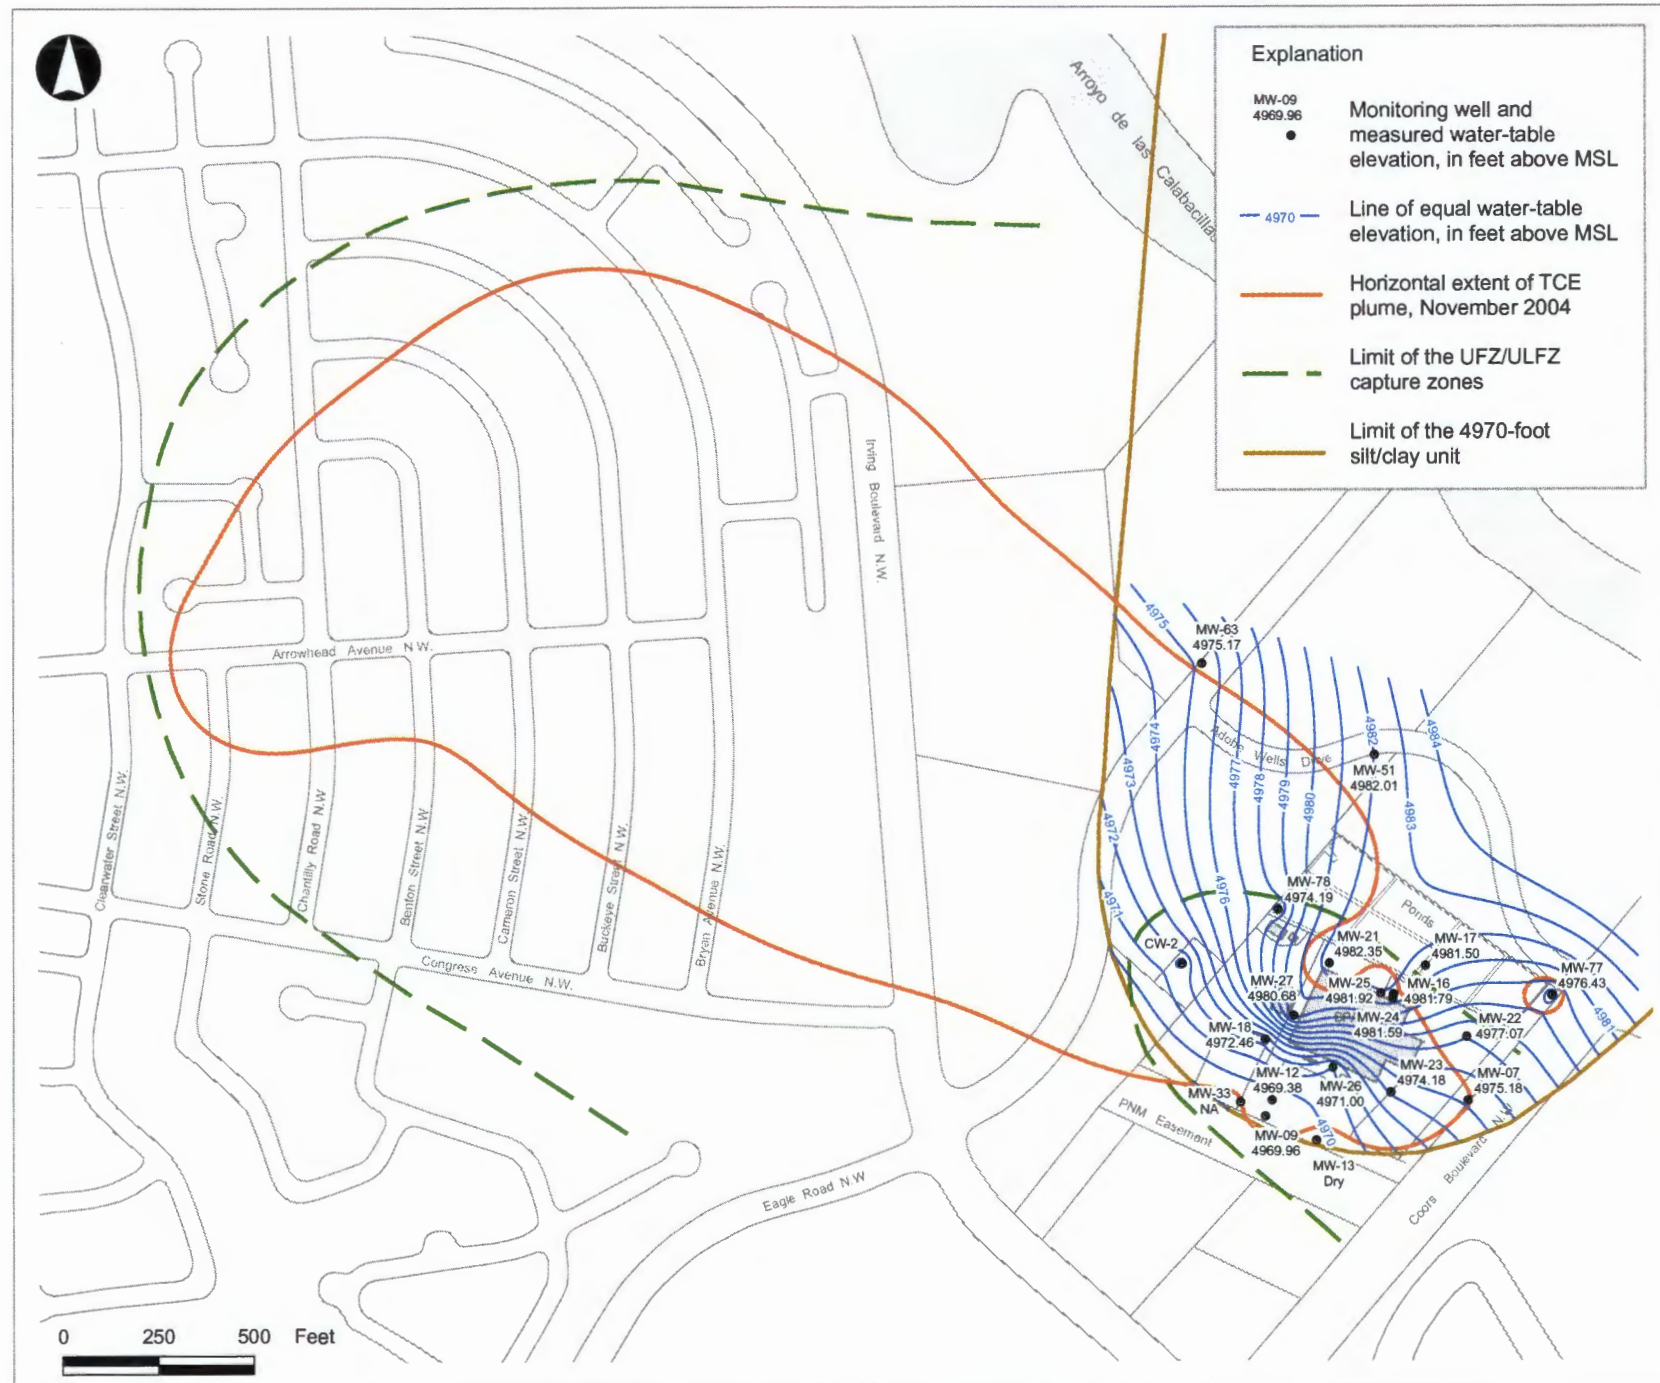 Explanation
MW-09
4969.96
Monitoring well and
measured water-table
elevation, in feet above MSL
4970
Line of equal water-table
elevation, in feet above MSL
Horizontal extent of TCE
plume, November 2004
Limit of the UFZ/ULFZ
capture zones
Limit of the 4970-foot
silt/clay unit
Arroyo de las Calabacillas
Irving Boulevard N.W.
Arrowhead Avenue N.W.
Clearwater Street N.W.
Stone Road N.W.
Chantilly Road N.W.
Benton Street N.W.
Cameron Street N.W.
Buckeye Street N.W.
Bryan Avenue N.W.
Congress Avenue N.W.
Eagle Road N.W
PNM Easement
Coors Boulevard N.W
Adobe Wells Drive
Ponds
4975
MW-63
4975.17
4974
4973
4972
4971
4976
4977
4978
4979
4980
4982
4984
4983
4981
4970
MW-51
4982.01
MW-78
4974.19
CW-2
MW-21
4982.35
MW-17
4981.50
MW-77
4976.43
MW-27
4980.68
MW-25
4981.92
MW-16
4981.79
MW-24
4981.59
MW-22
4977.07
MW-18
4972.46
MW-12
4969.38
MW-26
4971.00
MW-23
4974.18
MW-07
4975.18
MW-33
NA
MW-09
4969.96
MW-13
Dry
0 250 500 Feet